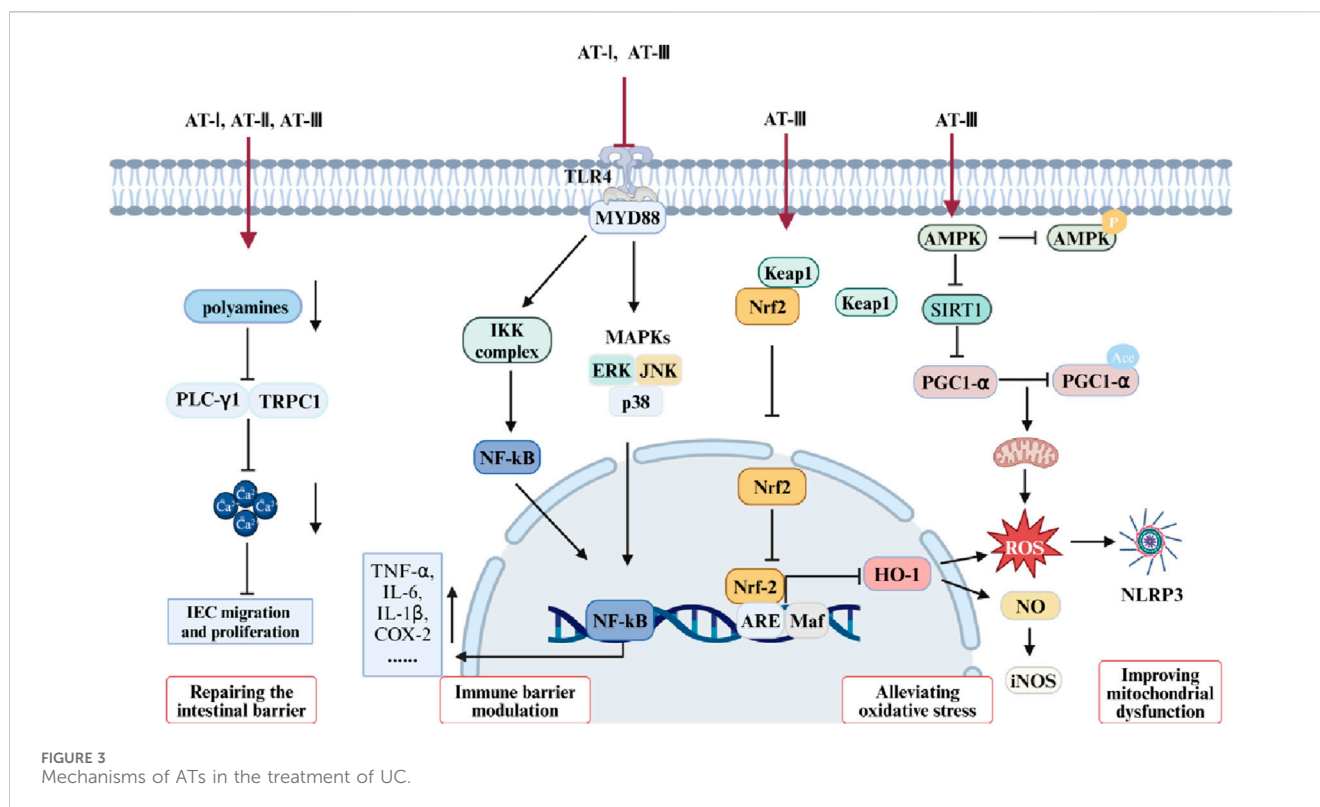 AT-Ⅰ, AT-Ⅲ
AT-Ⅰ, AT-Ⅱ, AT-Ⅲ
AT-Ⅲ
AT-Ⅲ
TLR4
MYD88
polyamines
PLC-γ1
TRPC1
Ca²⁺
Ca²⁺
Ca²⁺
Ca²⁺
IEC migration
and proliferation
Repairing the
intestinal barrier
IKK
complex
NF-kB
MAPKs
ERK
JNK
p38
TNF-α,
IL-6,
IL-1β,
COX-2
......
NF-kB
Immune barrier
modulation
Keap1
Nrf2
Keap1
Nrf2
Nrf-2
ARE
Maf
HO-1
Alleviating
oxidative stress
AMPK
P
AMPK
SIRT1
PGC1-α
Ace
PGC1-α
ROS
NLRP3
NO
iNOS
Improving
mitochondrial
dysfunction
FIGURE 3
Mechanisms of ATs in the treatment of UC.